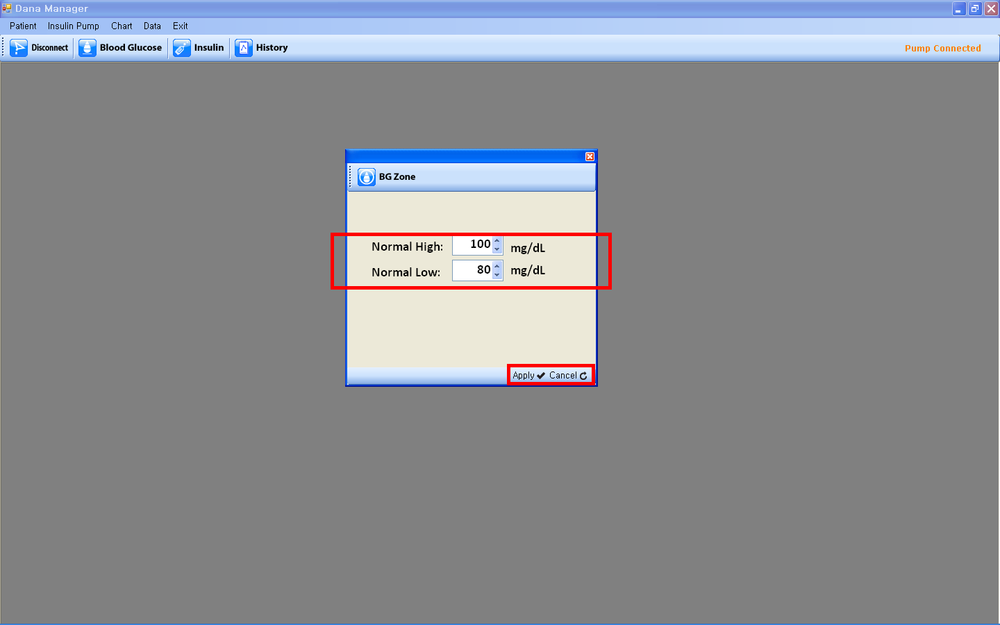 Dana Manager
Patient Insulin Pump Chart Data Exit
Disconnect Blood Glucose Insulin History Pump Connected
BG Zone
Normal High: 100 mg/dL
Normal Low: 80 mg/dL
Apply Cancel